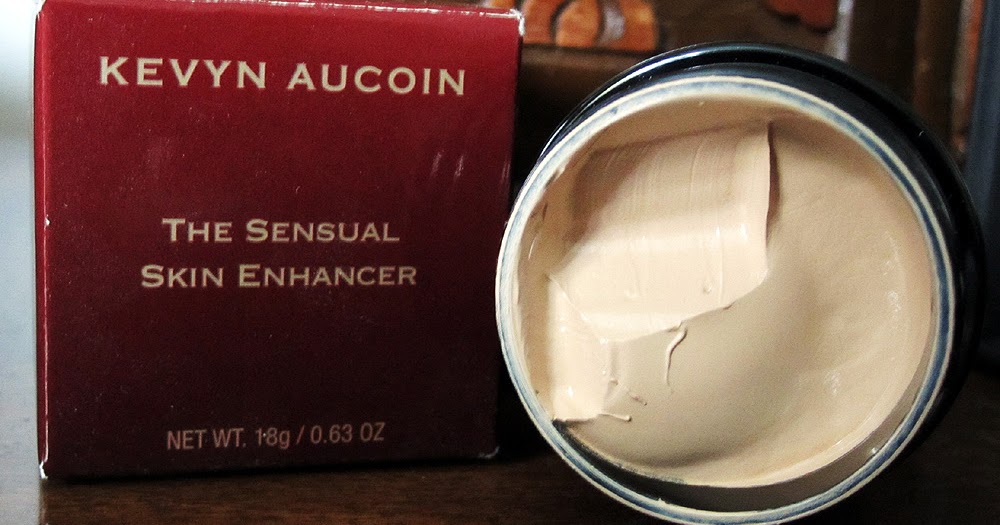 KEVYN AUCOIN
THE SENSUAL
SKIN ENHANCER
NET WT. 18g / 0.63 OZ